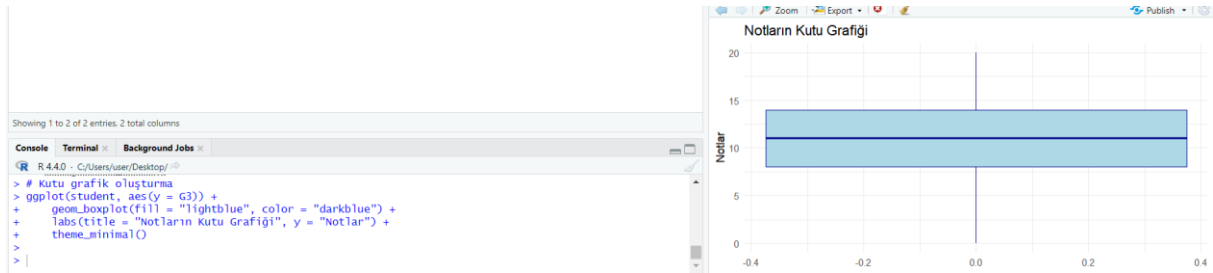 Zoom Export Publish
Showing 1 to 2 of 2 entries, 2 total columns
Console Terminal Background Jobs
R 4.4.0 · C:/Users/user/Desktop/
> # Kutu grafik oluşturma
> ggplot(student, aes(y = G3)) +
+ geom_boxplot(fill = "lightblue", color = "darkblue") +
+ labs(title = "Notların Kutu Grafiği", y = "Notlar") +
+ theme_minimal()
>
>
Notların Kutu Grafiği
20
15
10
5
0
Notlar
-0.4 -0.2 0.0 0.2 0.4